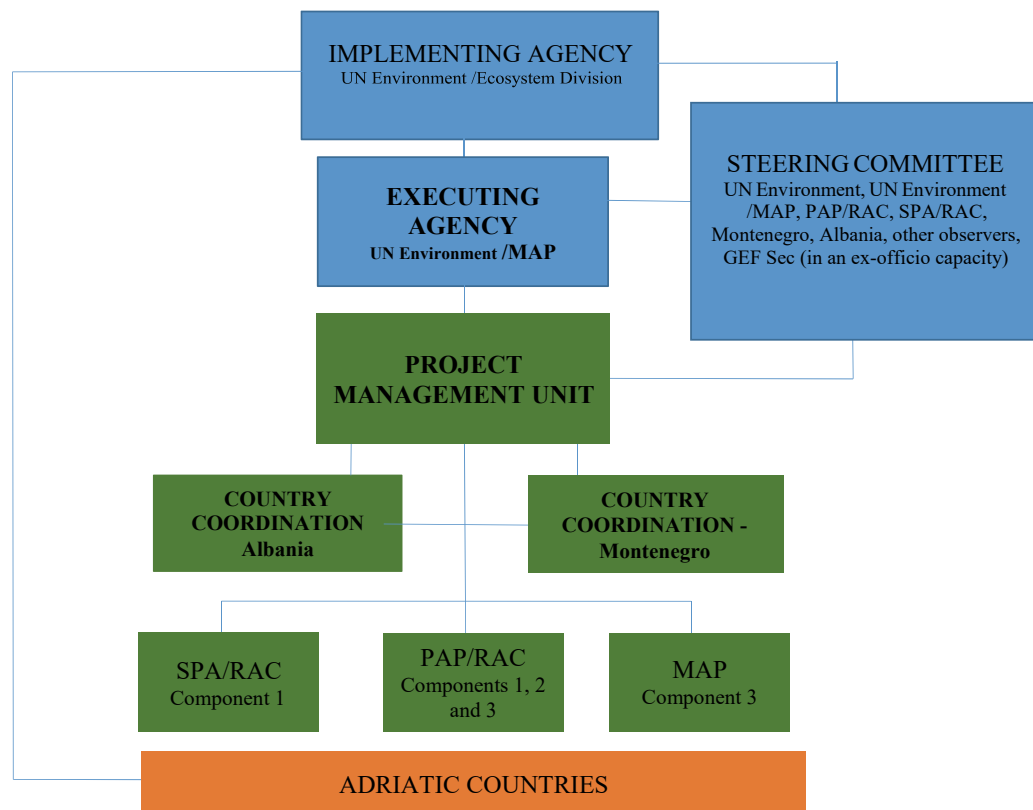 IMPLEMENTING AGENCY
UN Environment /Ecosystem Division
STEERING COMMITTEE
UN Environment, UN Environment
/MAP, PAP/RAC, SPA/RAC,
Montenegro, Albania, other observers,
GEF Sec (in an ex-officio capacity)
EXECUTING
AGENCY
UN Environment /MAP
PROJECT
MANAGEMENT UNIT
COUNTRY
COORDINATION
Albania
COUNTRY
COORDINATION -
Montenegro
SPA/RAC
Component 1
PAP/RAC
Components 1, 2
and 3
MAP
Component 3
ADRIATIC COUNTRIES